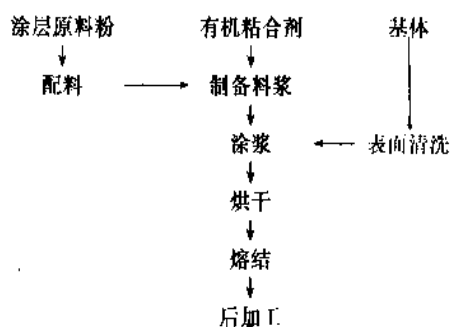 涂层原料粉 有机粘合剂 基体
配料 制备料浆
涂浆 表面清洗
烘干
熔结
后加工